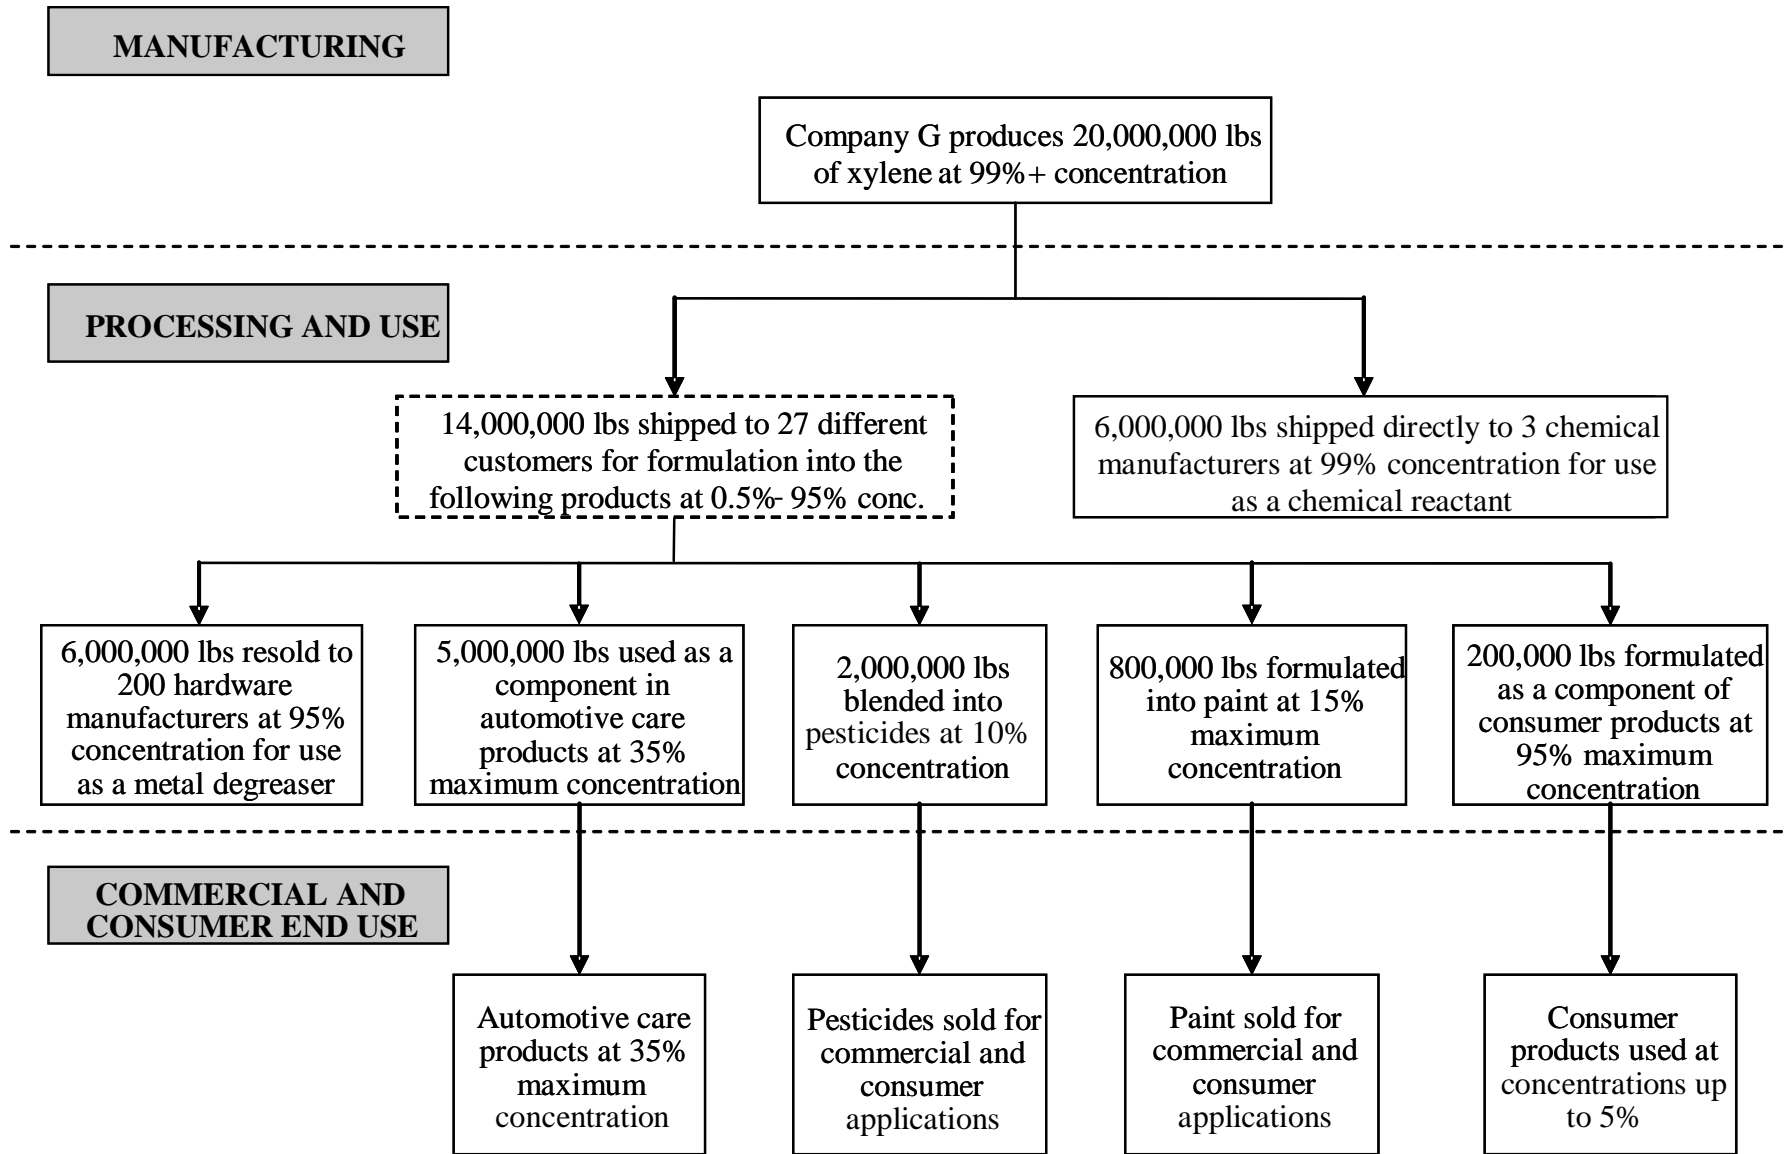 MANUFACTURING
Company G produces 20,000,000 lbs
of xylene at 99%+ concentration
PROCESSING AND USE
14,000,000 lbs shipped to 27 different
customers for formulation into the
following products at 0.5%- 95% conc.
6,000,000 lbs shipped directly to 3 chemical
manufacturers at 99% concentration for use
as a chemical reactant
6,000,000 lbs resold to
200 hardware
manufacturers at 95%
concentration for use
as a metal degreaser
5,000,000 lbs used as a
component in
automotive care
products at 35%
maximum concentration
2,000,000 lbs
blended into
pesticides at 10%
concentration
800,000 lbs formulated
into paint at 15%
maximum
concentration
200,000 lbs formulated
as a component of
consumer products at
95% maximum
concentration
COMMERCIAL AND
CONSUMER END USE
Automotive care
products at 35%
maximum
concentration
Pesticides sold for
commercial and
consumer
applications
Paint sold for
commercial and
consumer
applications
Consumer
products used at
concentrations up
to 5%